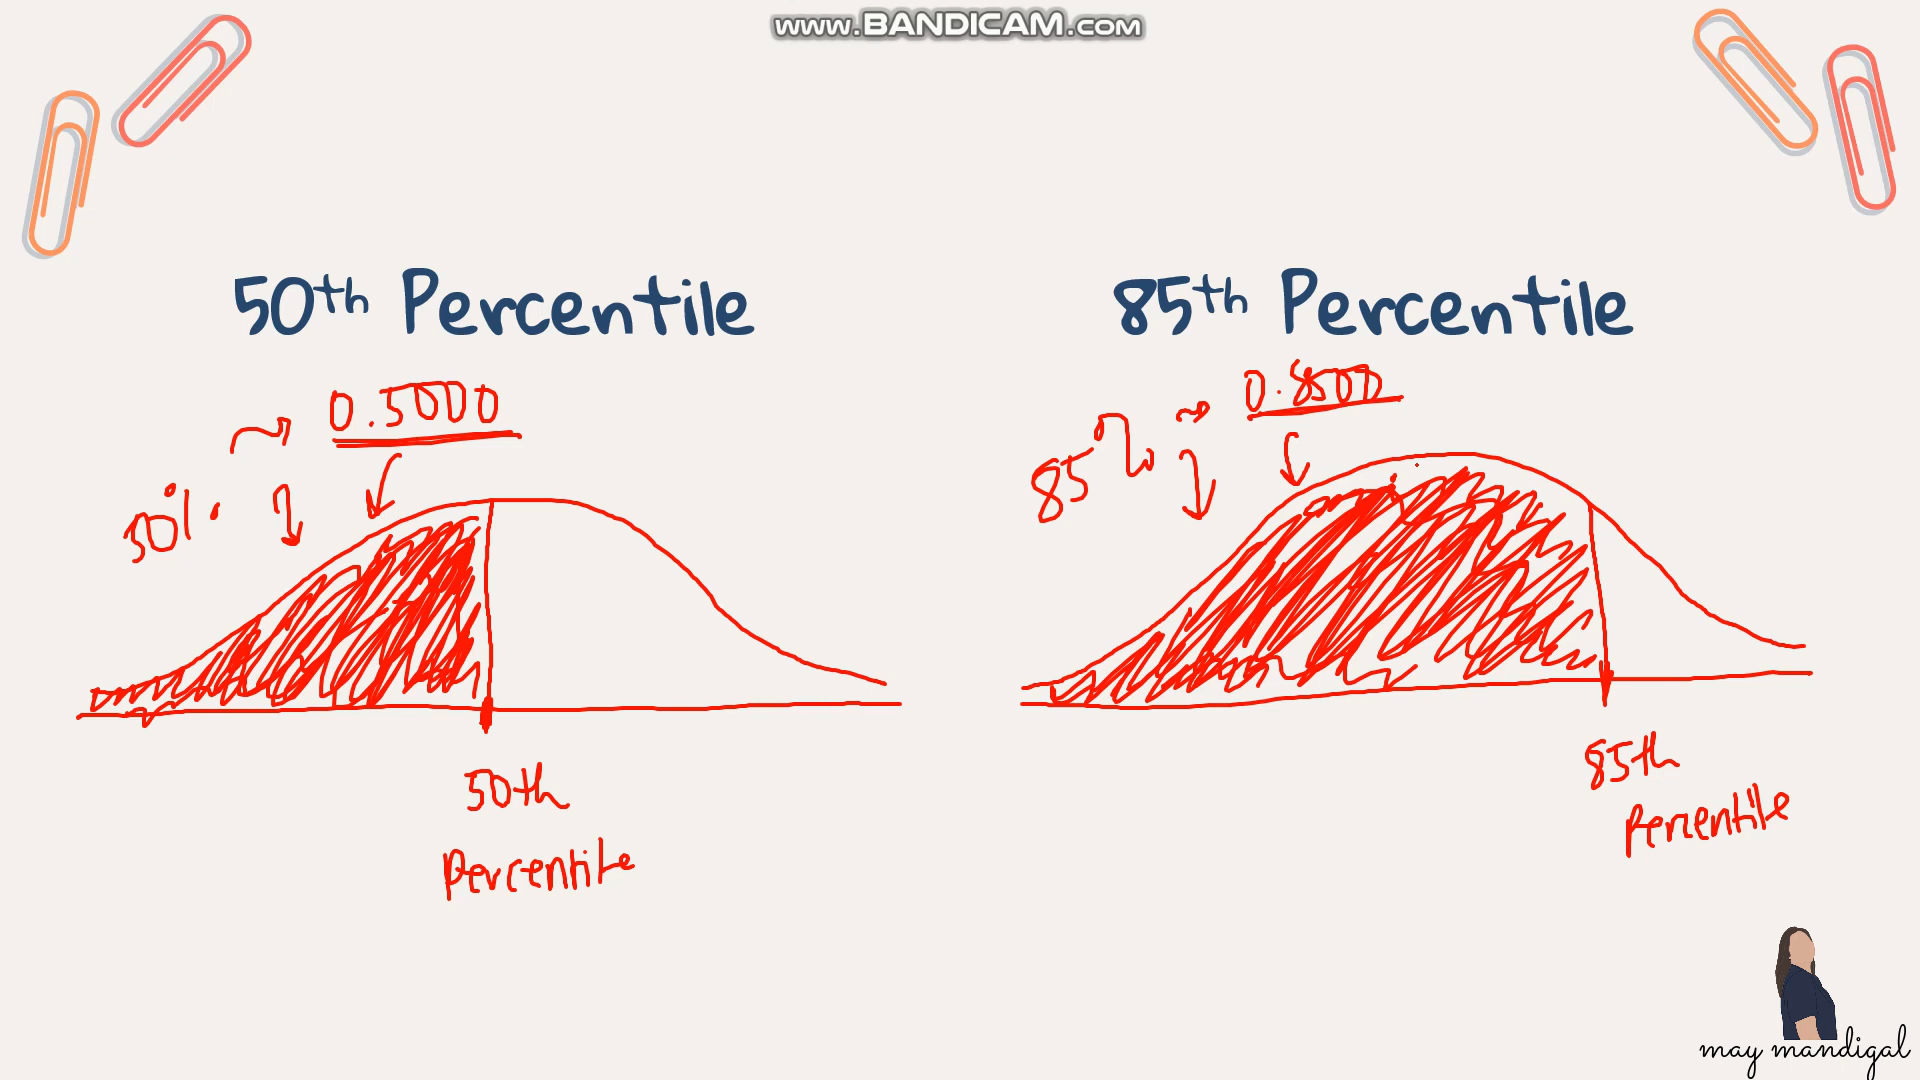 www.BANDICAM.com
50th Percentile
0.5000
50%
50th
Percentile
85th Percentile
0.8500
85%
85th
Percentile
may mandigal